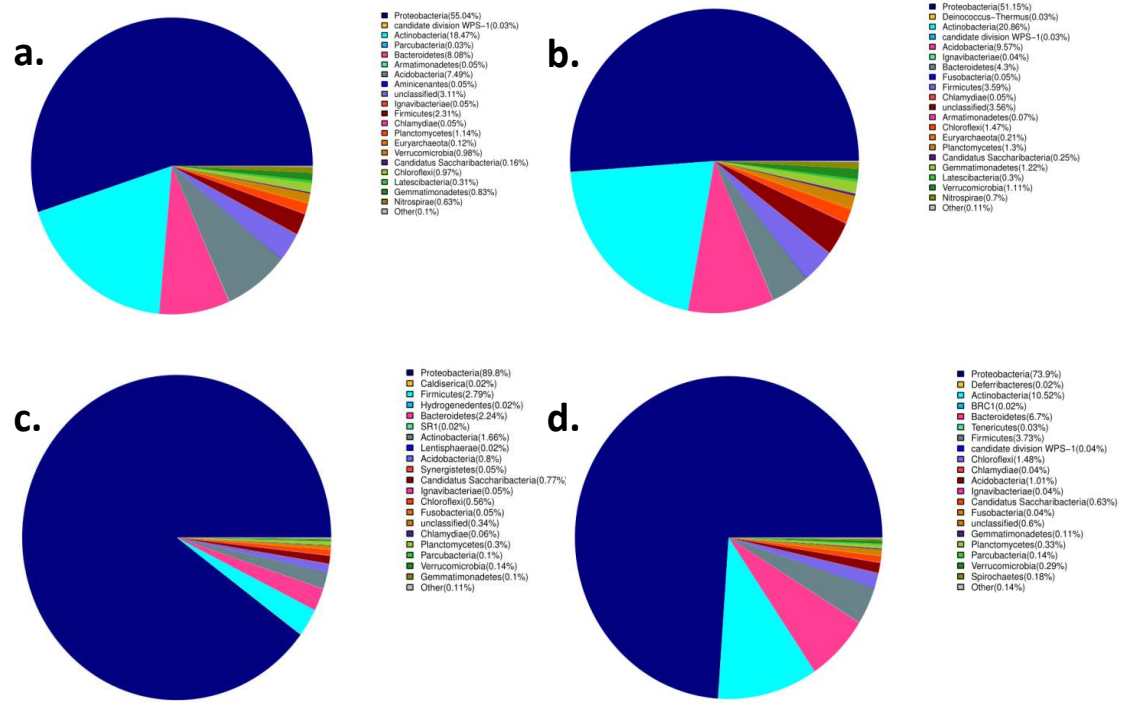 a.
Proteobacteria(55.04%)
candidate division WPS−1(0.03%)
Actinobacteria(18.47%)
Parcubacteria(0.03%)
Bacteroidetes(8.08%)
Armatimonadetes(0.05%)
Acidobacteria(7.49%)
Aminicenantes(0.05%)
unclassified(3.11%)
Ignavibacteriae(0.05%)
Firmicutes(2.31%)
Chlamydiae(0.05%)
Planctomycetes(1.14%)
Euryarchaeota(0.12%)
Verrucomicrobia(0.98%)
Candidatus Saccharibacteria(0.16%)
Chloroflexi(0.97%)
Latescibacteria(0.31%)
Gemmatimonadetes(0.83%)
Nitrospirae(0.63%)
Other(0.1%)
b.
Proteobacteria(51.15%)
Deinococcus−Thermus(0.03%)
Actinobacteria(20.86%)
candidate division WPS−1(0.03%)
Acidobacteria(9.57%)
Ignavibacteriae(0.04%)
Bacteroidetes(4.3%)
Fusobacteria(0.05%)
Firmicutes(3.59%)
Chlamydiae(0.05%)
unclassified(3.56%)
Armatimonadetes(0.07%)
Chloroflexi(1.47%)
Euryarchaeota(0.21%)
Planctomycetes(1.3%)
Candidatus Saccharibacteria(0.25%)
Gemmatimonadetes(1.22%)
Latescibacteria(0.3%)
Verrucomicrobia(1.11%)
Nitrospirae(0.7%)
Other(0.11%)
c.
Proteobacteria(89.8%)
Caldiserica(0.02%)
Firmicutes(2.79%)
Hydrogenedentes(0.02%)
Bacteroidetes(2.24%)
SR1(0.02%)
Actinobacteria(1.66%)
Lentisphaerae(0.02%)
Acidobacteria(0.8%)
Synergistetes(0.05%)
Candidatus Saccharibacteria(0.77%)
Ignavibacteriae(0.05%)
Chloroflexi(0.56%)
Fusobacteria(0.05%)
unclassified(0.34%)
Chlamydiae(0.06%)
Planctomycetes(0.3%)
Parcubacteria(0.1%)
Verrucomicrobia(0.14%)
Gemmatimonadetes(0.1%)
Other(0.11%)
d.
Proteobacteria(73.9%)
Deferribacteres(0.02%)
Actinobacteria(10.52%)
BRC1(0.02%)
Bacteroidetes(6.7%)
Tenericutes(0.03%)
Firmicutes(3.73%)
candidate division WPS−1(0.04%)
Chloroflexi(1.48%)
Chlamydiae(0.04%)
Acidobacteria(1.01%)
Ignavibacteriae(0.04%)
Candidatus Saccharibacteria(0.63%)
Fusobacteria(0.04%)
unclassified(0.6%)
Gemmatimonadetes(0.11%)
Planctomycetes(0.33%)
Parcubacteria(0.14%)
Verrucomicrobia(0.29%)
Spirochaetes(0.18%)
Other(0.14%)